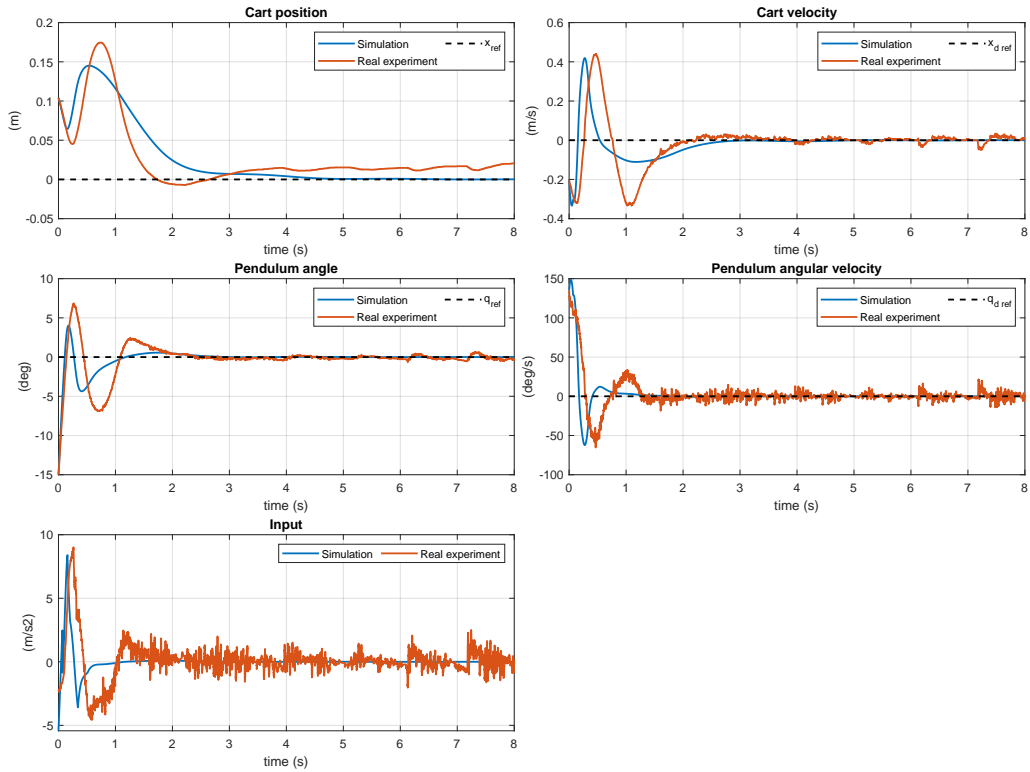 Cart position
0.2
0.15
0.1
0.05
0
-0.05
(m)
Simulation
x_ref
Real experiment
0 1 2 3 4 5 6 7 8
time (s)
Cart velocity
0.6
0.4
0.2
0
-0.2
-0.4
(m/s)
Simulation
x_d ref
Real experiment
0 1 2 3 4 5 6 7 8
time (s)
Pendulum angle
10
5
0
-5
-10
-15
(deg)
Simulation
q_ref
Real experiment
0 1 2 3 4 5 6 7 8
time (s)
Pendulum angular velocity
150
100
50
0
-50
-100
(deg/s)
Simulation
q_d ref
Real experiment
0 1 2 3 4 5 6 7 8
time (s)
Input
10
5
0
-5
(m/s2)
Simulation Real experiment
0 1 2 3 4 5 6 7 8
time (s)